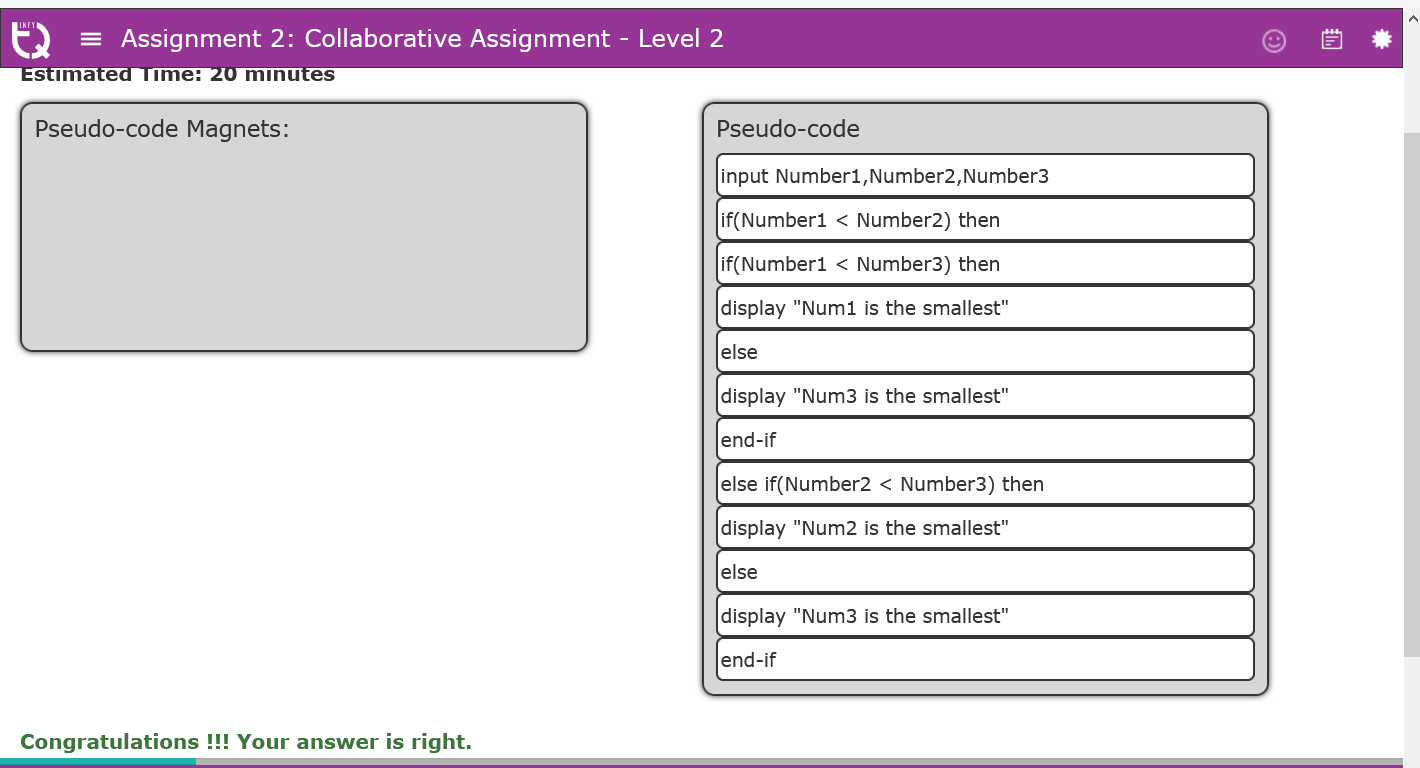 INFY
TQ
Assignment 2: Collaborative Assignment - Level 2
Estimated Time: 20 minutes
Pseudo-code Magnets:
Pseudo-code
input Number1,Number2,Number3
if(Number1 < Number2) then
if(Number1 < Number3) then
display "Num1 is the smallest"
else
display "Num3 is the smallest"
end-if
else if(Number2 < Number3) then
display "Num2 is the smallest"
else
display "Num3 is the smallest"
end-if
Congratulations !!! Your answer is right.